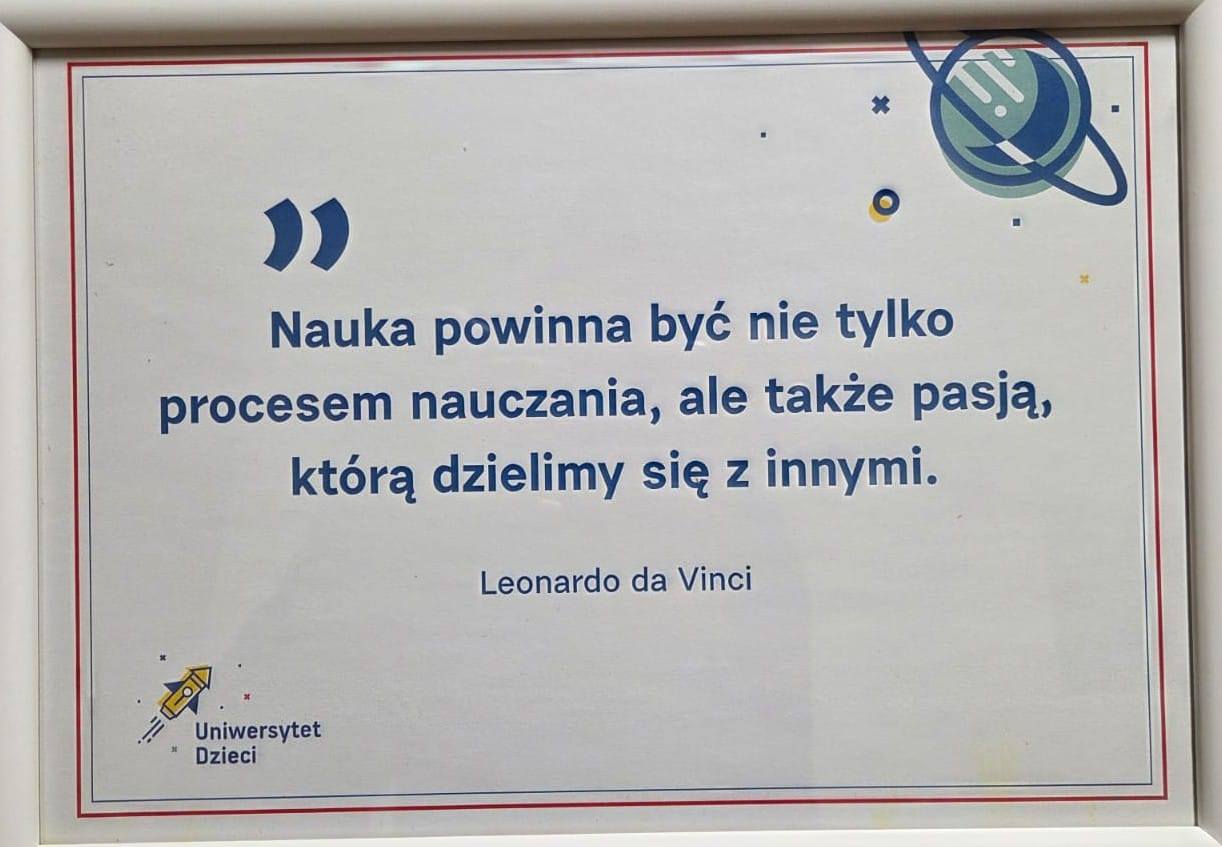 ”
Nauka powinna być nie tylko
procesem nauczania, ale także pasją,
którą dzielimy się z innymi.
Leonardo da Vinci
Uniwersytet
Dzieci